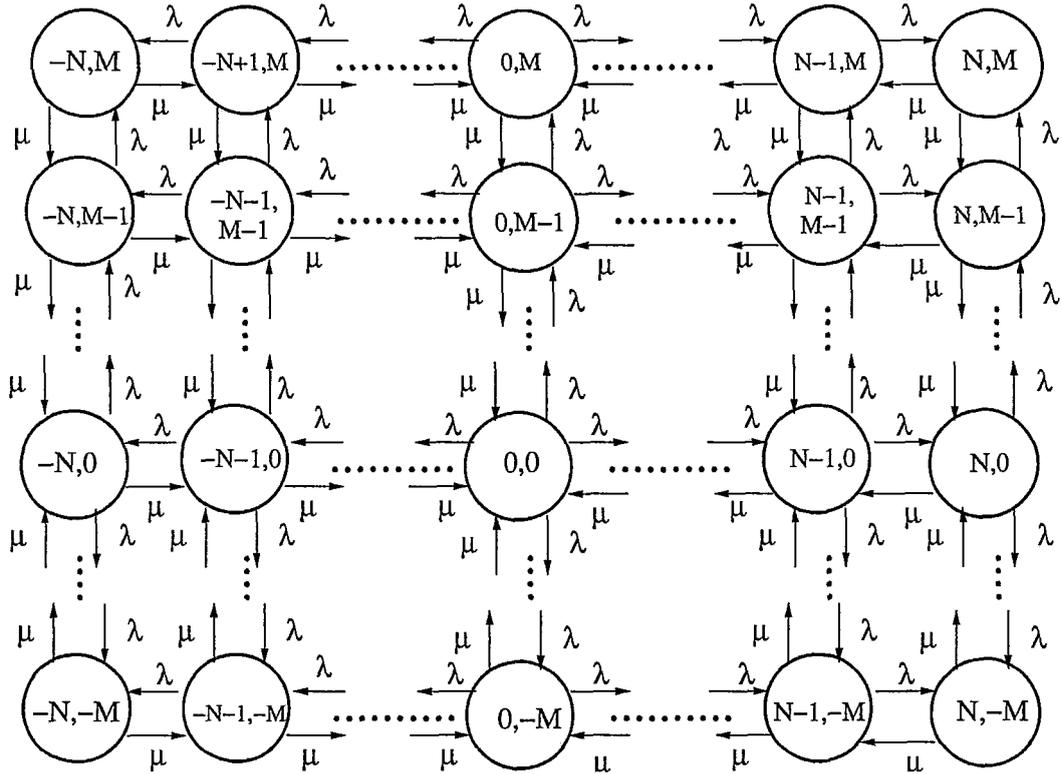 λ λ λ λ λ λ
−N,M −N+1,M 0,M N−1,M N,M
μ μ μ μ μ μ
μ λ μ λ μ λ λ μ λ μ λ
λ λ λ λ λ
−N,M−1 −N−1, 0,M−1 N−1, N,M−1
M−1 M−1
μ μ μ μ μ μ
μ λ λ μ λ
μ λ μ λ μ λ μ λ μ λ
λ λ λ λ λ λ
−N,0 −N−1,0 0,0 N−1,0 N,0
μ μ μ μ μ μ
μ λ μ λ μ λ μ λ μ λ
μ λ μ λ μ λ μ λ μ λ
λ λ λ λ λ λ
−N,−M −N−1,−M 0,−M N−1,−M N,−M
μ μ μ μ μ μ